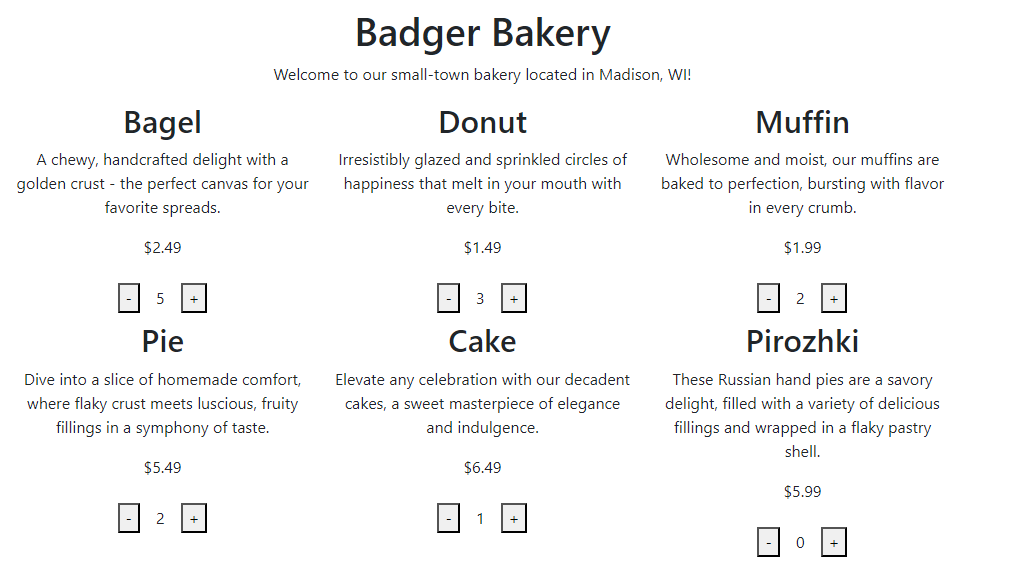 Badger Bakery
Welcome to our small-town bakery located in Madison, WI!
Bagel
A chewy, handcrafted delight with a
golden crust - the perfect canvas for your
favorite spreads.
$2.49
- 5 +
Donut
Irresistibly glazed and sprinkled circles of
happiness that melt in your mouth with
every bite.
$1.49
- 3 +
Muffin
Wholesome and moist, our muffins are
baked to perfection, bursting with flavor
in every crumb.
$1.99
- 2 +
Pie
Dive into a slice of homemade comfort,
where flaky crust meets luscious, fruity
fillings in a symphony of taste.
$5.49
- 2 +
Cake
Elevate any celebration with our decadent
cakes, a sweet masterpiece of elegance
and indulgence.
$6.49
- 1 +
Pirozhki
These Russian hand pies are a savory
delight, filled with a variety of delicious
fillings and wrapped in a flaky pastry
shell.
$5.99
- 0 +